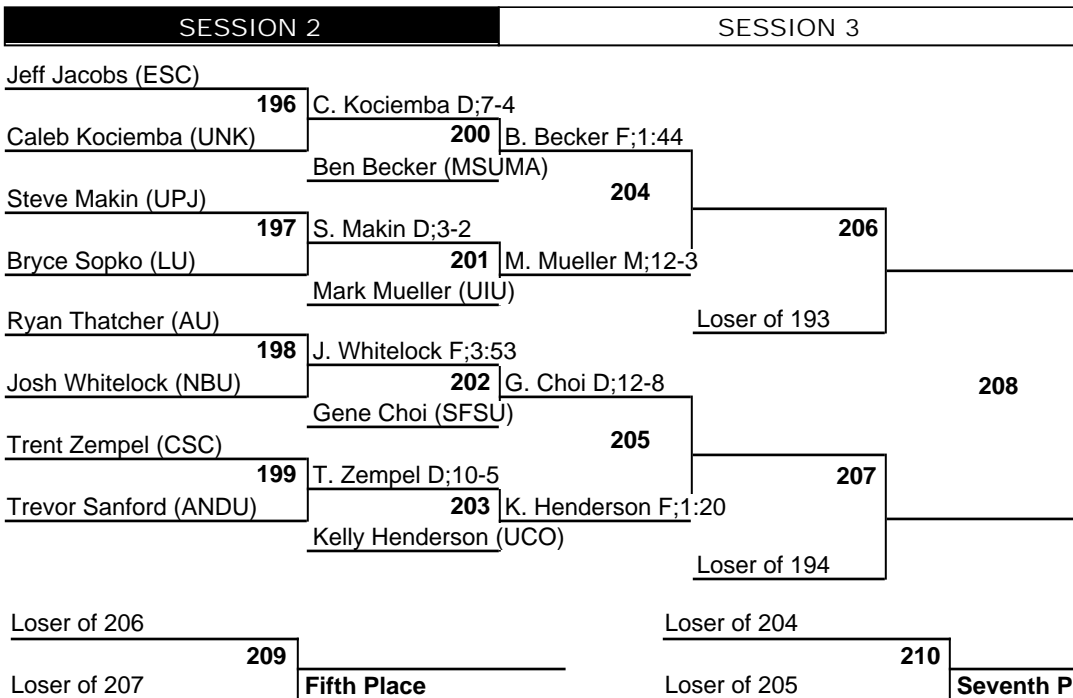 SESSION 2
SESSION 3
Jeff Jacobs (ESC)
196
C. Kociemba D;7-4
Caleb Kociemba (UNK)
200
B. Becker F;1:44
Ben Becker (MSUMA)
204
Steve Makin (UPJ)
197
S. Makin D;3-2
206
Bryce Sopko (LU)
201
M. Mueller M;12-3
Mark Mueller (UIU)
Ryan Thatcher (AU)
Loser of 193
198
J. Whitelock F;3:53
Josh Whitelock (NBU)
202
G. Choi D;12-8
208
Gene Choi (SFSU)
205
Trent Zempel (CSC)
199
T. Zempel D;10-5
207
Trevor Sanford (ANDU)
203
K. Henderson F;1:20
Kelly Henderson (UCO)
Loser of 194
Loser of 206
Loser of 204
209
210
Loser of 207
Fifth Place
Loser of 205
Seventh P